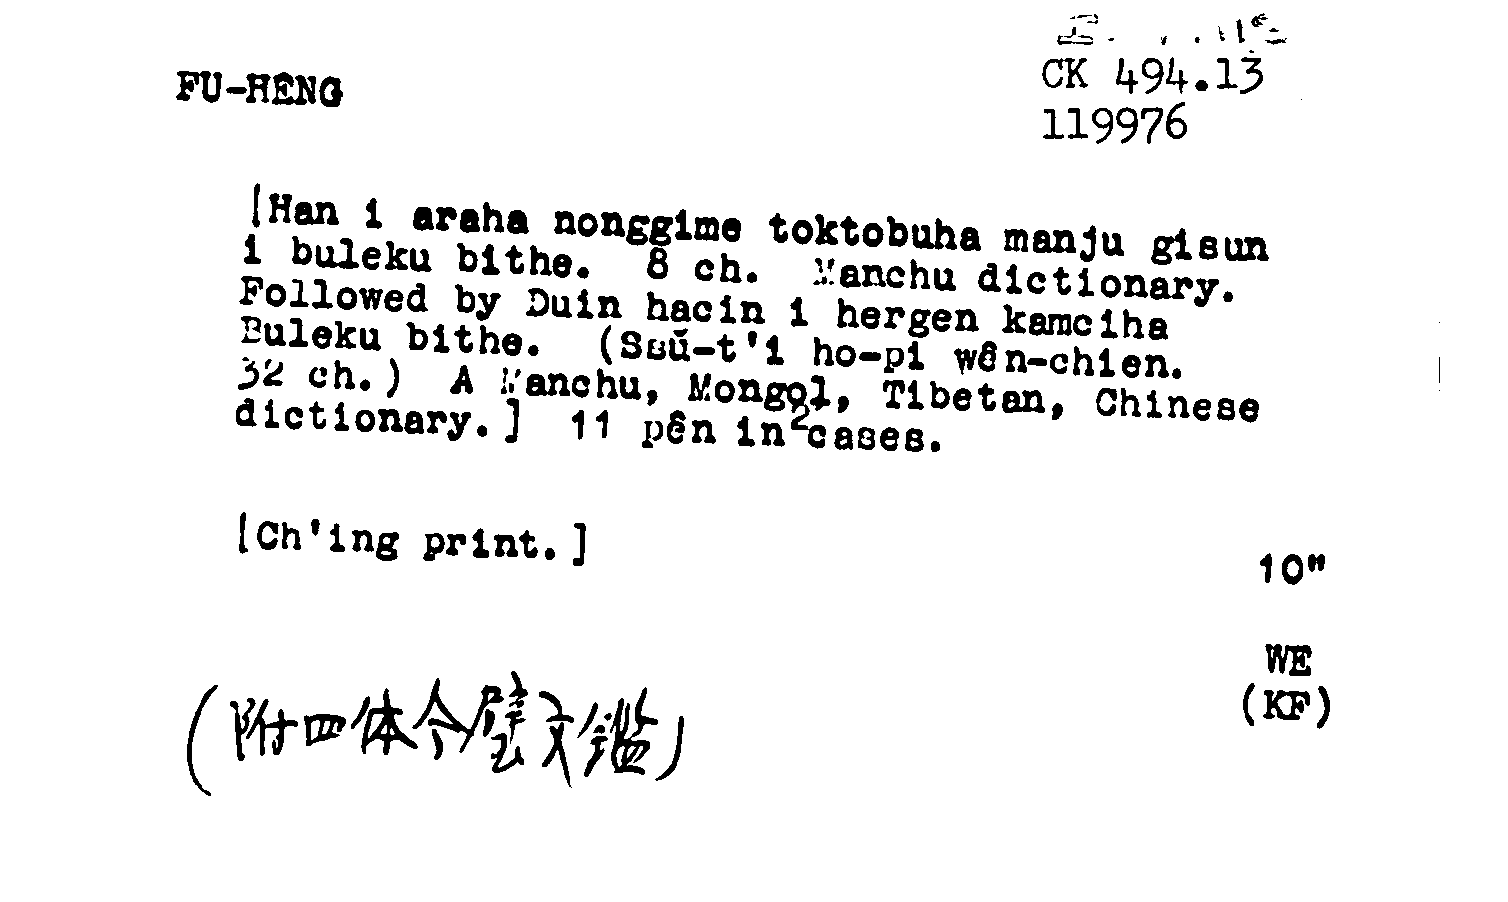 CK 494.13
FU-HÊNG
119976
[Han i araha nonggime toktobuha manju gisun
i buleku bithe. 8 ch. Manchu dictionary.
Followed by Duin hacin i hergen kamciha
Buleku bithe. (Ssŭ-t'i ho-pi wên-chien.
32 ch.) A Manchu, Mongol, Tibetan, Chinese
dictionary.] 11 pên in 2 cases.
[Ch'ing print.]
10"
WE
(KF)
(附四体合璧文鑑)